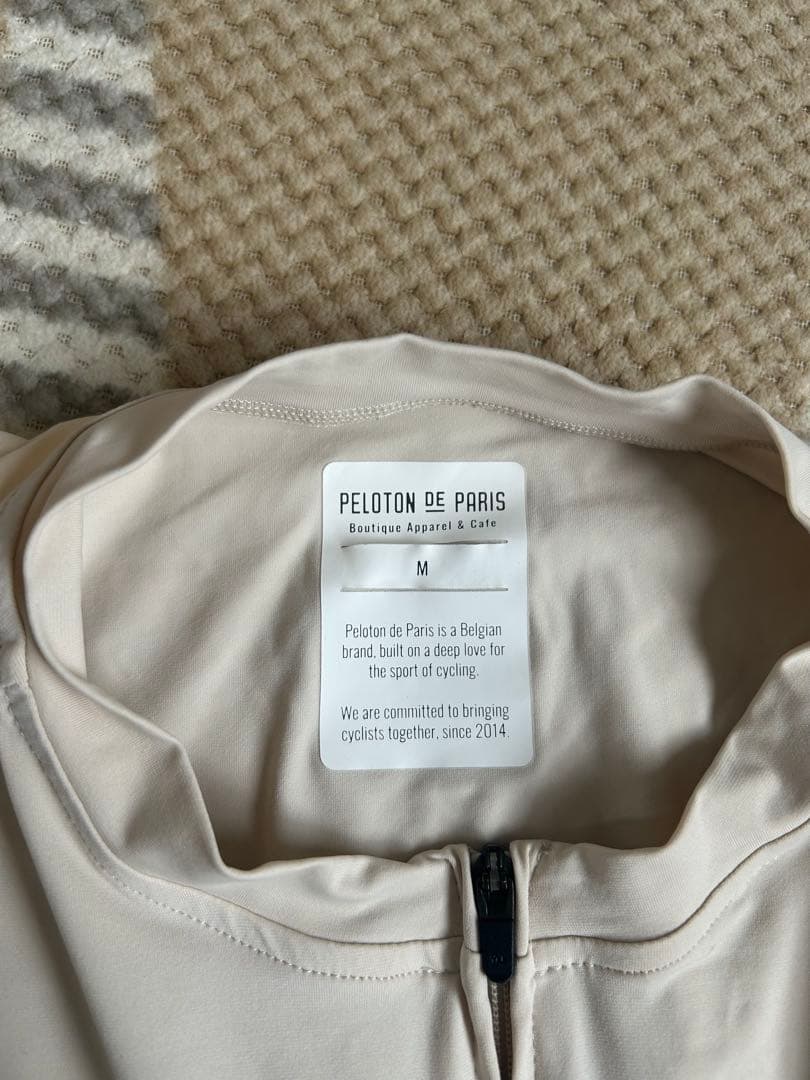 PELOTON DE PARIS
Boutique Apparel & Cafe
M
Peloton de Paris is a Belgian
brand, built on a deep love for
the sport of cycling.
We are committed to bringing
cyclists together, since 2014.